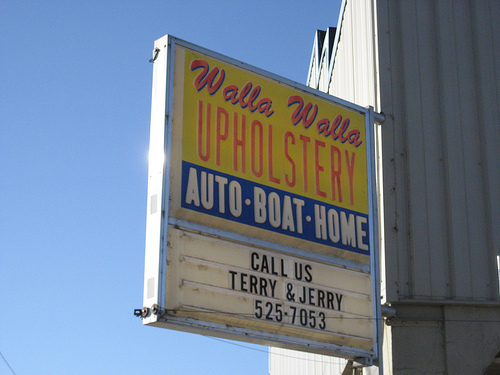 Walla Walla
UPHOLSTERY
AUTO·BOAT·HOME
CALL US
TERRY & JERRY
525-7053